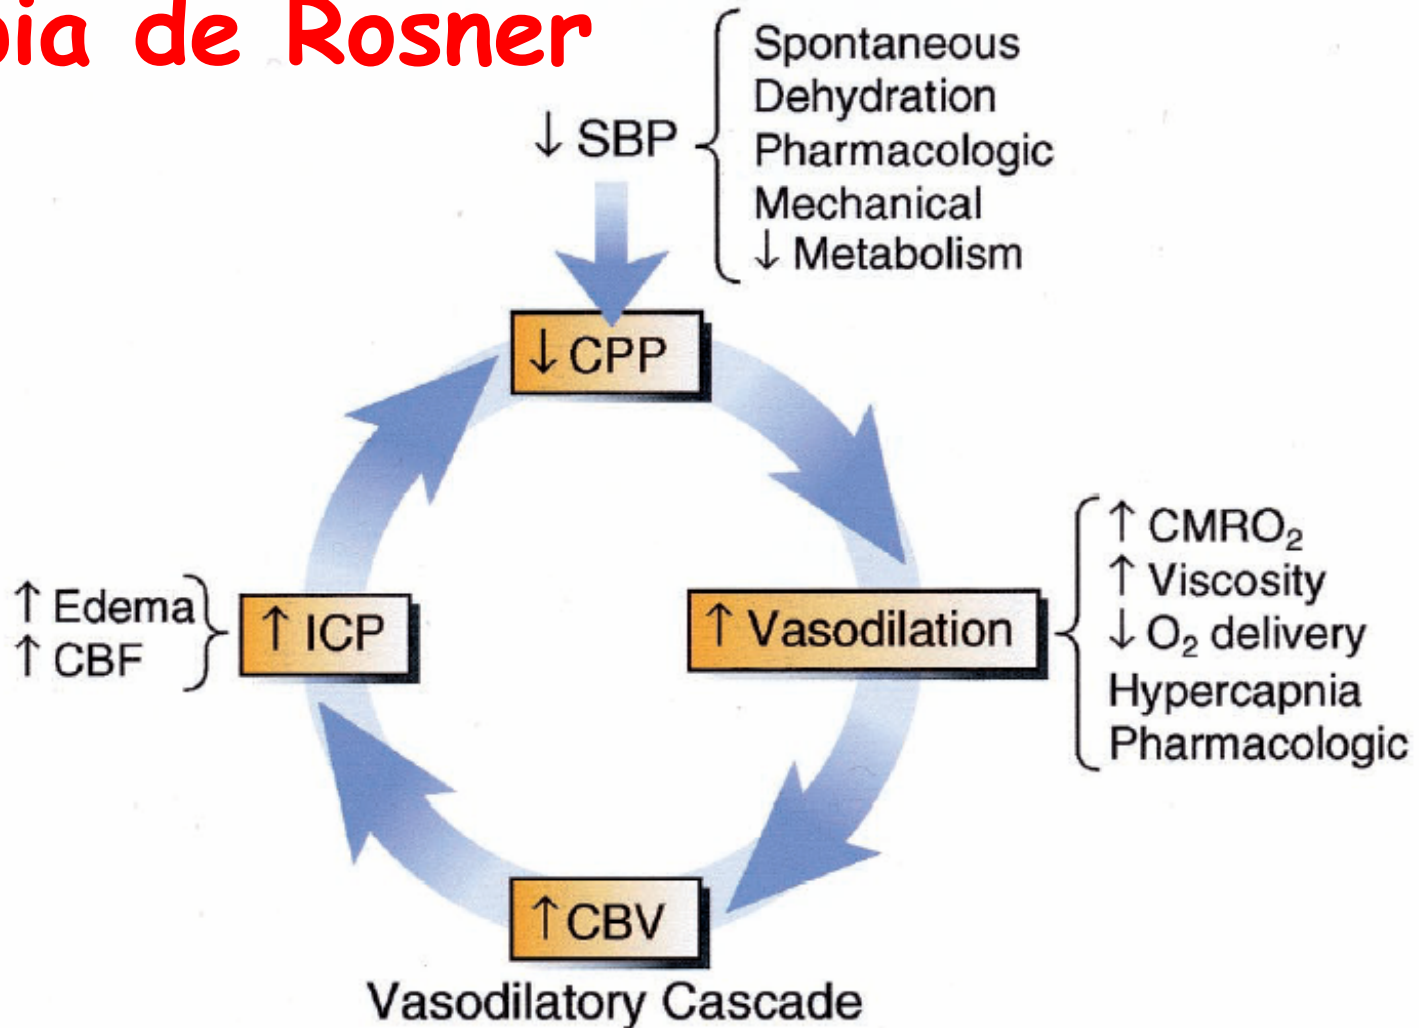 de Rosner
↓ SBP
Spontaneous
Dehydration
Pharmacologic
Mechanical
↓ Metabolism
↓ CPP
↑ Vasodilation
↑ CMRO₂
↑ Viscosity
↓ O₂ delivery
Hypercapnia
Pharmacologic
↑ CBV
↑ ICP
↑ Edema
↑ CBF
Vasodilatory Cascade